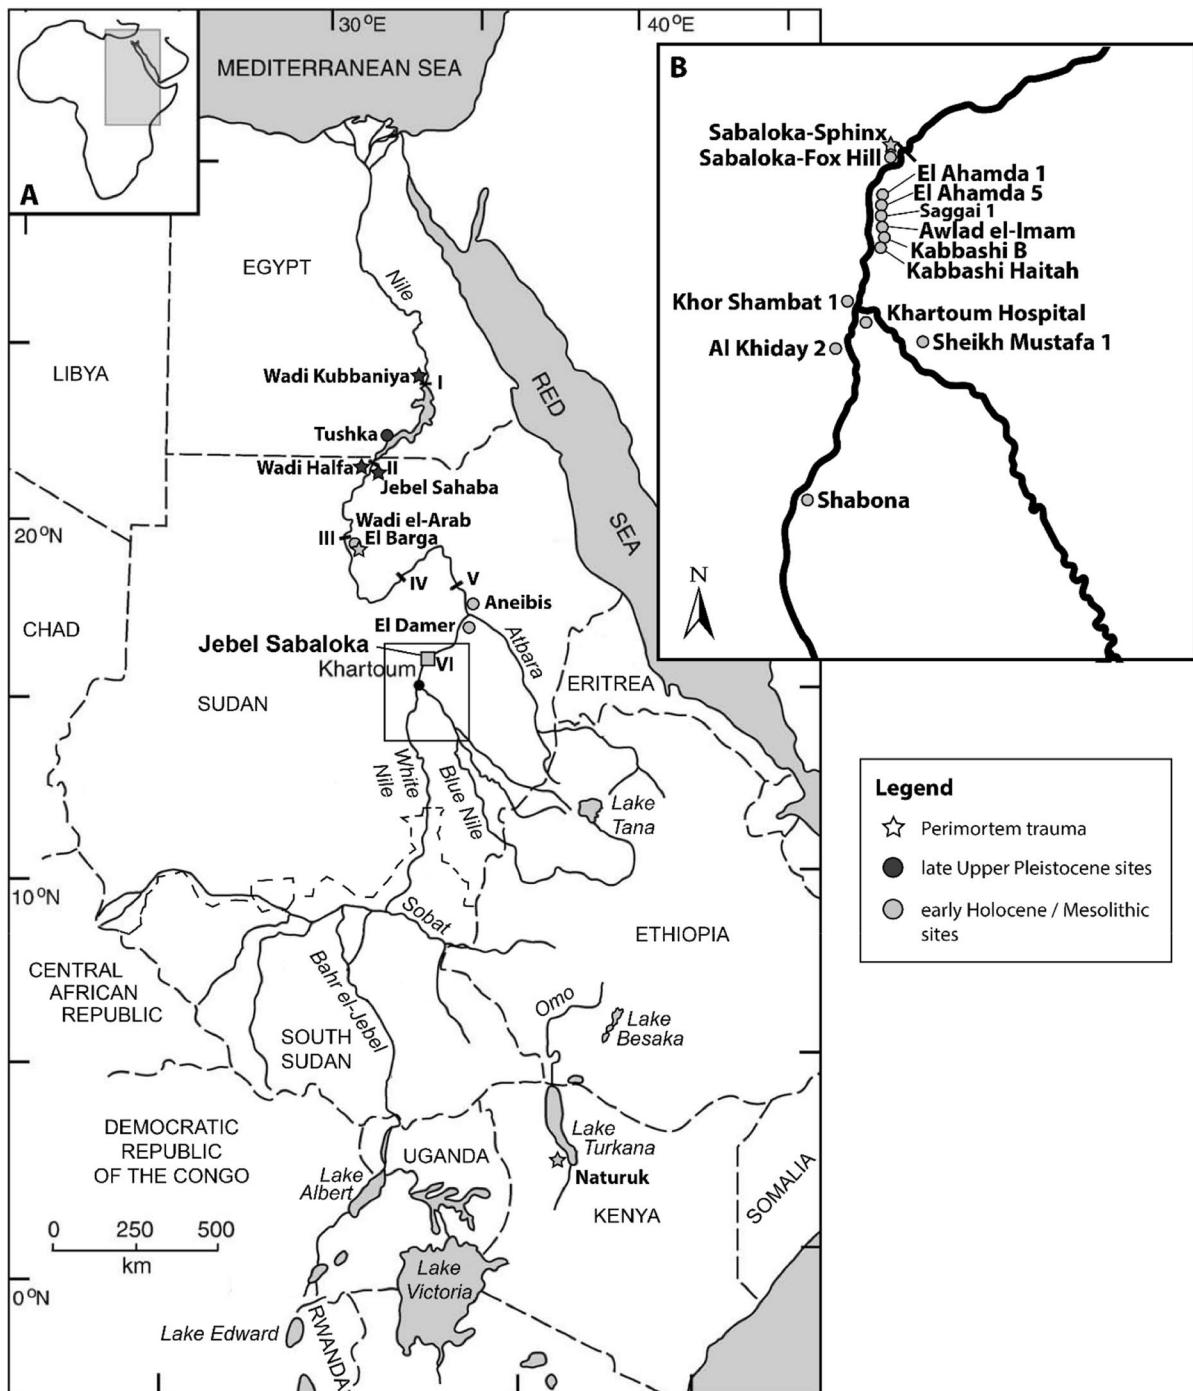 30°E
40°E
MEDITERRANEAN SEA
A
EGYPT
Nile
LIBYA
Wadi Kubbaniya
I
RED
SEA
Tushka
Wadi Halfa
II
Jebel Sahaba
20°N
Wadi el-Arab
III
El Barga
IV
V
Aneibis
CHAD
El Damer
Atbara
Jebel Sabaloka
VI
Khartoum
SUDAN
ERITREA
White
Nile
Blue Nile
Lake
Tana
10°N
Sobat
ETHIOPIA
Bahr el-Jebel
CENTRAL
AFRICAN
REPUBLIC
Omo
Lake
Besaka
SOUTH
SUDAN
DEMOCRATIC
REPUBLIC
OF THE CONGO
Lake
Turkana
UGANDA
Naturuk
Lake
Albert
KENYA
SOMALIA
0 250 500
km
Lake
Victoria
0°N
Lake Edward
RWANDA
B
Sabaloka-Sphinx
Sabaloka-Fox Hill
El Ahamda 1
El Ahamda 5
Saggai 1
Awlad el-Imam
Kabbashi B
Kabbashi Haitah
Khor Shambat 1
Khartoum Hospital
Al Khiday 2
Sheikh Mustafa 1
Shabona
N
Legend
Perimortem trauma
late Upper Pleistocene sites
early Holocene / Mesolithic
sites